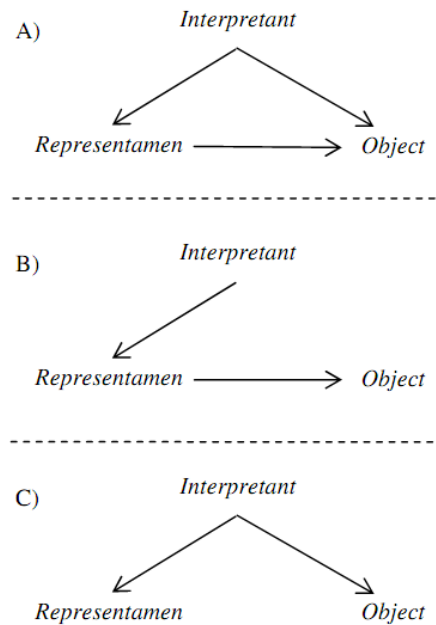 A)
Interpretant
Representamen Object
B)
Interpretant
Representamen Object
C)
Interpretant
Representamen Object